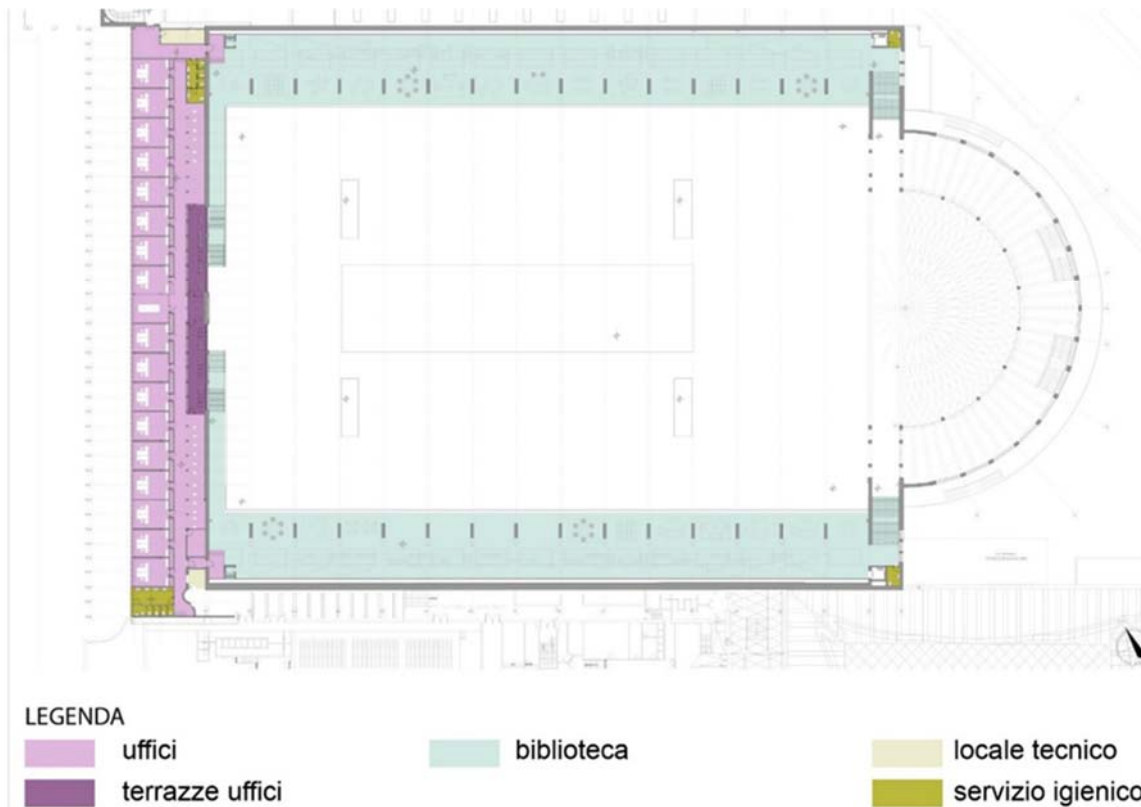 LEGENDA
uffici
biblioteca
locale tecnico
terrazze uffici
servizio igienico